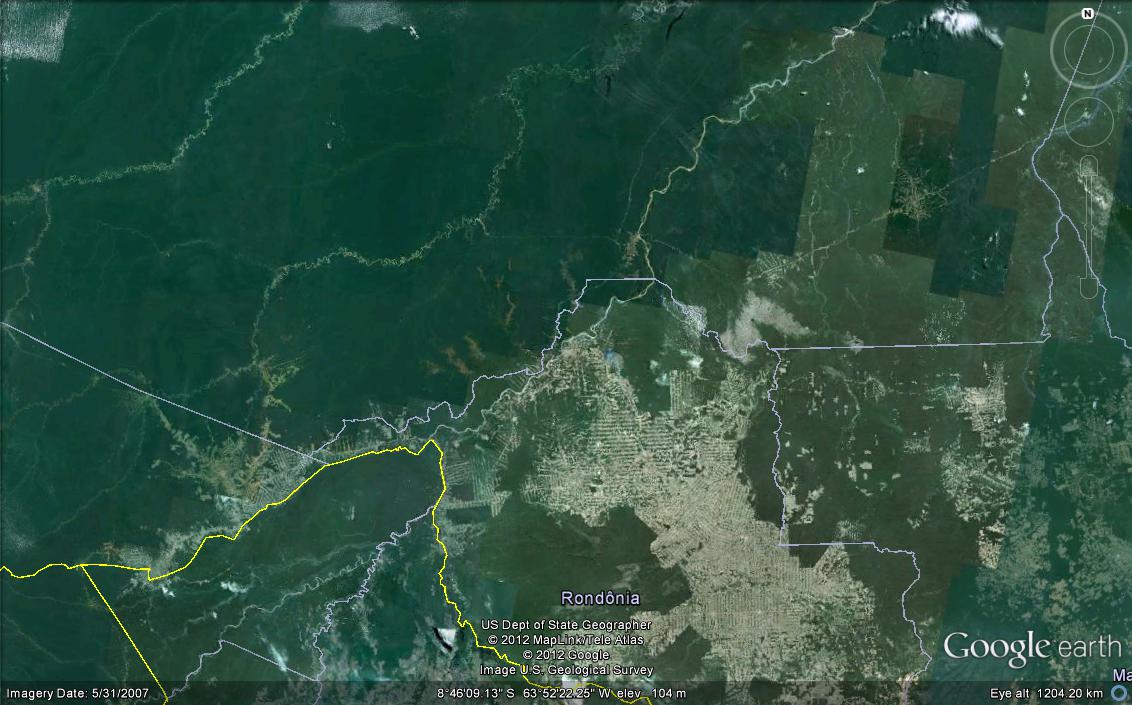 N
Rondônia
US Dept of State Geographer
© 2012 MapLink/Tele Atlas
© 2012 Google
Image U.S. Geological Survey
Google earth
Ma
Imagery Date: 5/31/2007 8°46'09.13" S 63°52'22.25" W elev 104 m Eye alt 1204.20 km